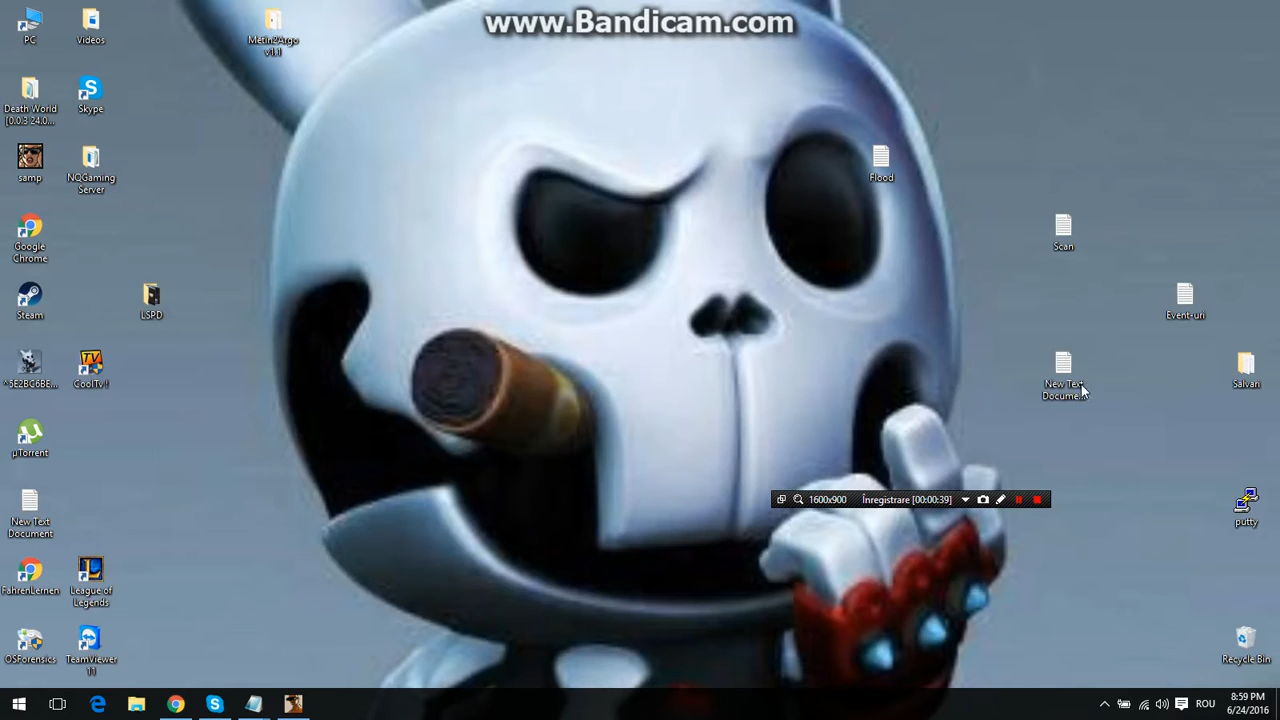 www.Bandicam.com
PC
Videos
Metin2Argo
v1.1
Death World
[0.0.3 24.0...
Skype
samp
NQGaming
Server
Flood
Google
Chrome
Scan
Steam
LSPD
Event-uri
CoolTv !
New Text
Docume...
Salvari
µTorrent
1600x900
Înregistrare [00:00:39]
New Text
Document
putty
FahrenLernen
League of
Legends
OSForensics
TeamViewer
11
Recycle Bin
ROU
8:59 PM
6/24/2016